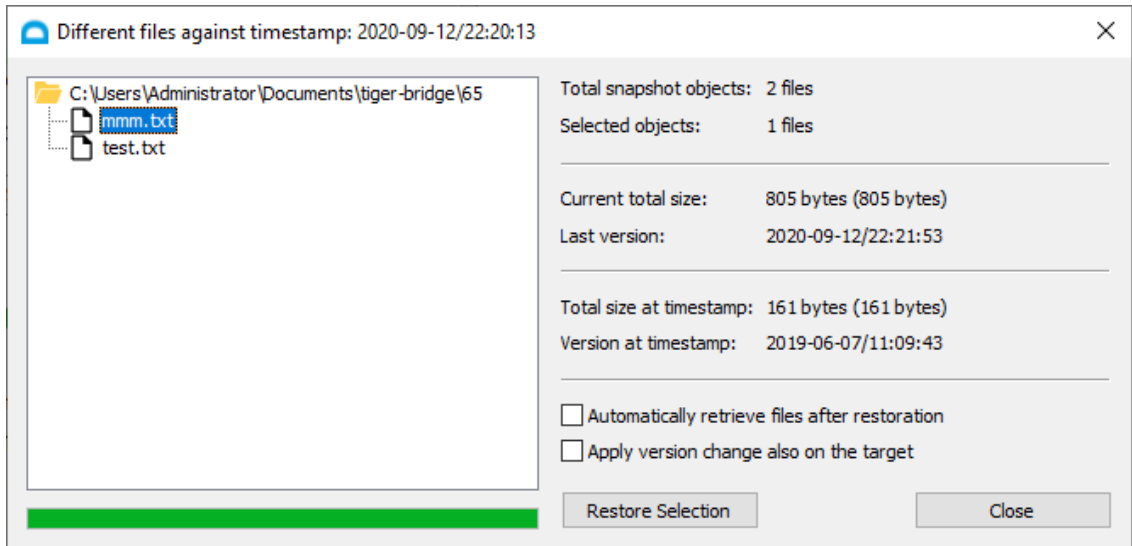 Different files against timestamp: 2020-09-12/22:20:13
C:\Users\Administrator\Documents\tiger-bridge\65
mmm.txt
test.txt
Total snapshot objects: 2 files
Selected objects: 1 files
Current total size: 805 bytes (805 bytes)
Last version: 2020-09-12/22:21:53
Total size at timestamp: 161 bytes (161 bytes)
Version at timestamp: 2019-06-07/11:09:43
Automatically retrieve files after restoration
Apply version change also on the target
Restore Selection
Close